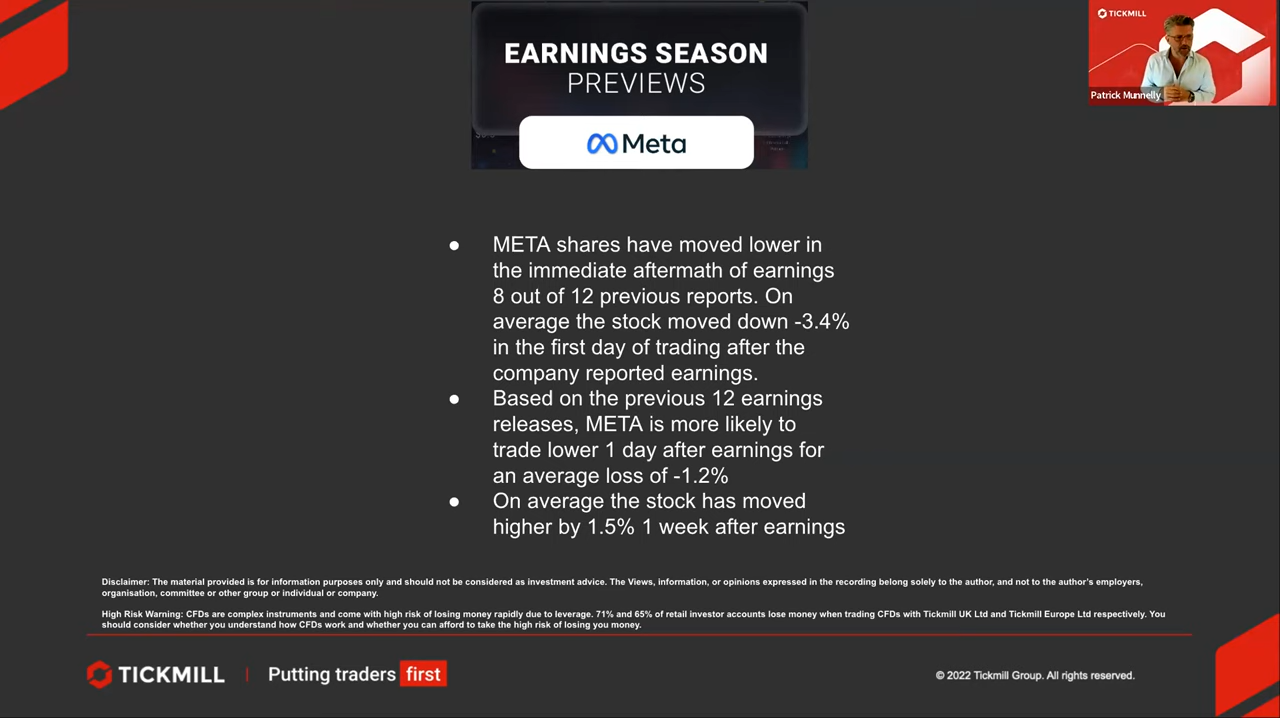 EARNINGS SEASON
PREVIEWS
Meta
TICKMILL
Patrick Munnelly
● META shares have moved lower in
the immediate aftermath of earnings
8 out of 12 previous reports. On
average the stock moved down -3.4%
in the first day of trading after the
company reported earnings.
● Based on the previous 12 earnings
releases, META is more likely to
trade lower 1 day after earnings for
an average loss of -1.2%
● On average the stock has moved
higher by 1.5% 1 week after earnings
Disclaimer: The material provided is for information purposes only and should not be considered as investment advice. The Views, information, or opinions expressed in the recording belong solely to the author, and not to the author's employers,
organisation, committee or other group or individual or company.
High Risk Warning: CFDs are complex instruments and come with high risk of losing money rapidly due to leverage. 71% and 65% of retail investor accounts lose money when trading CFDs with Tickmill UK Ltd and Tickmill Europe Ltd respectively. You
should consider whether you understand how CFDs work and whether you can afford to take the high risk of losing you money.
TICKMILL | Putting traders first
© 2022 Tickmill Group. All rights reserved.